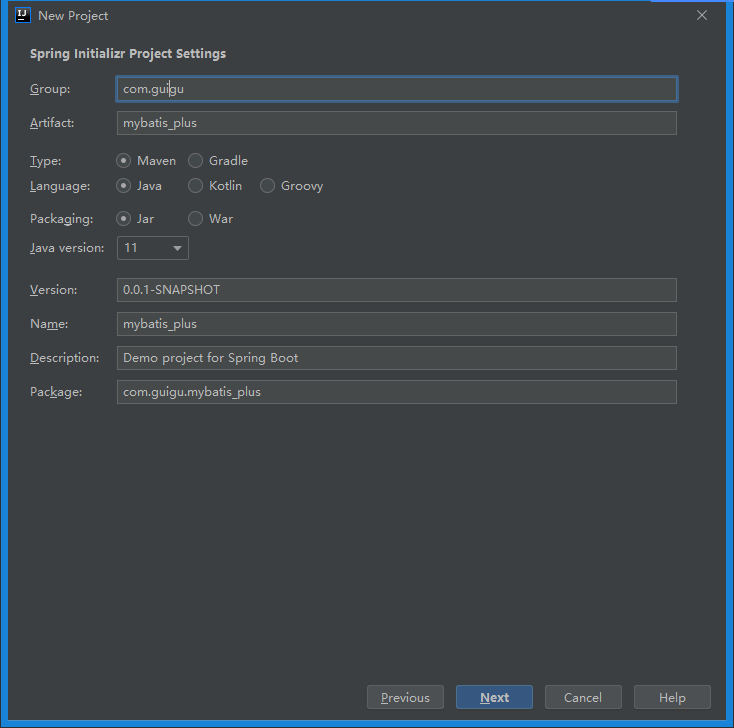 IJ New Project
Spring Initializr Project Settings
Group: com.guigu
Artifact: mybatis_plus
Type: Maven Gradle
Language: Java Kotlin Groovy
Packaging: Jar War
Java version: 11
Version: 0.0.1-SNAPSHOT
Name: mybatis_plus
Description: Demo project for Spring Boot
Package: com.guigu.mybatis_plus
Previous Next Cancel Help